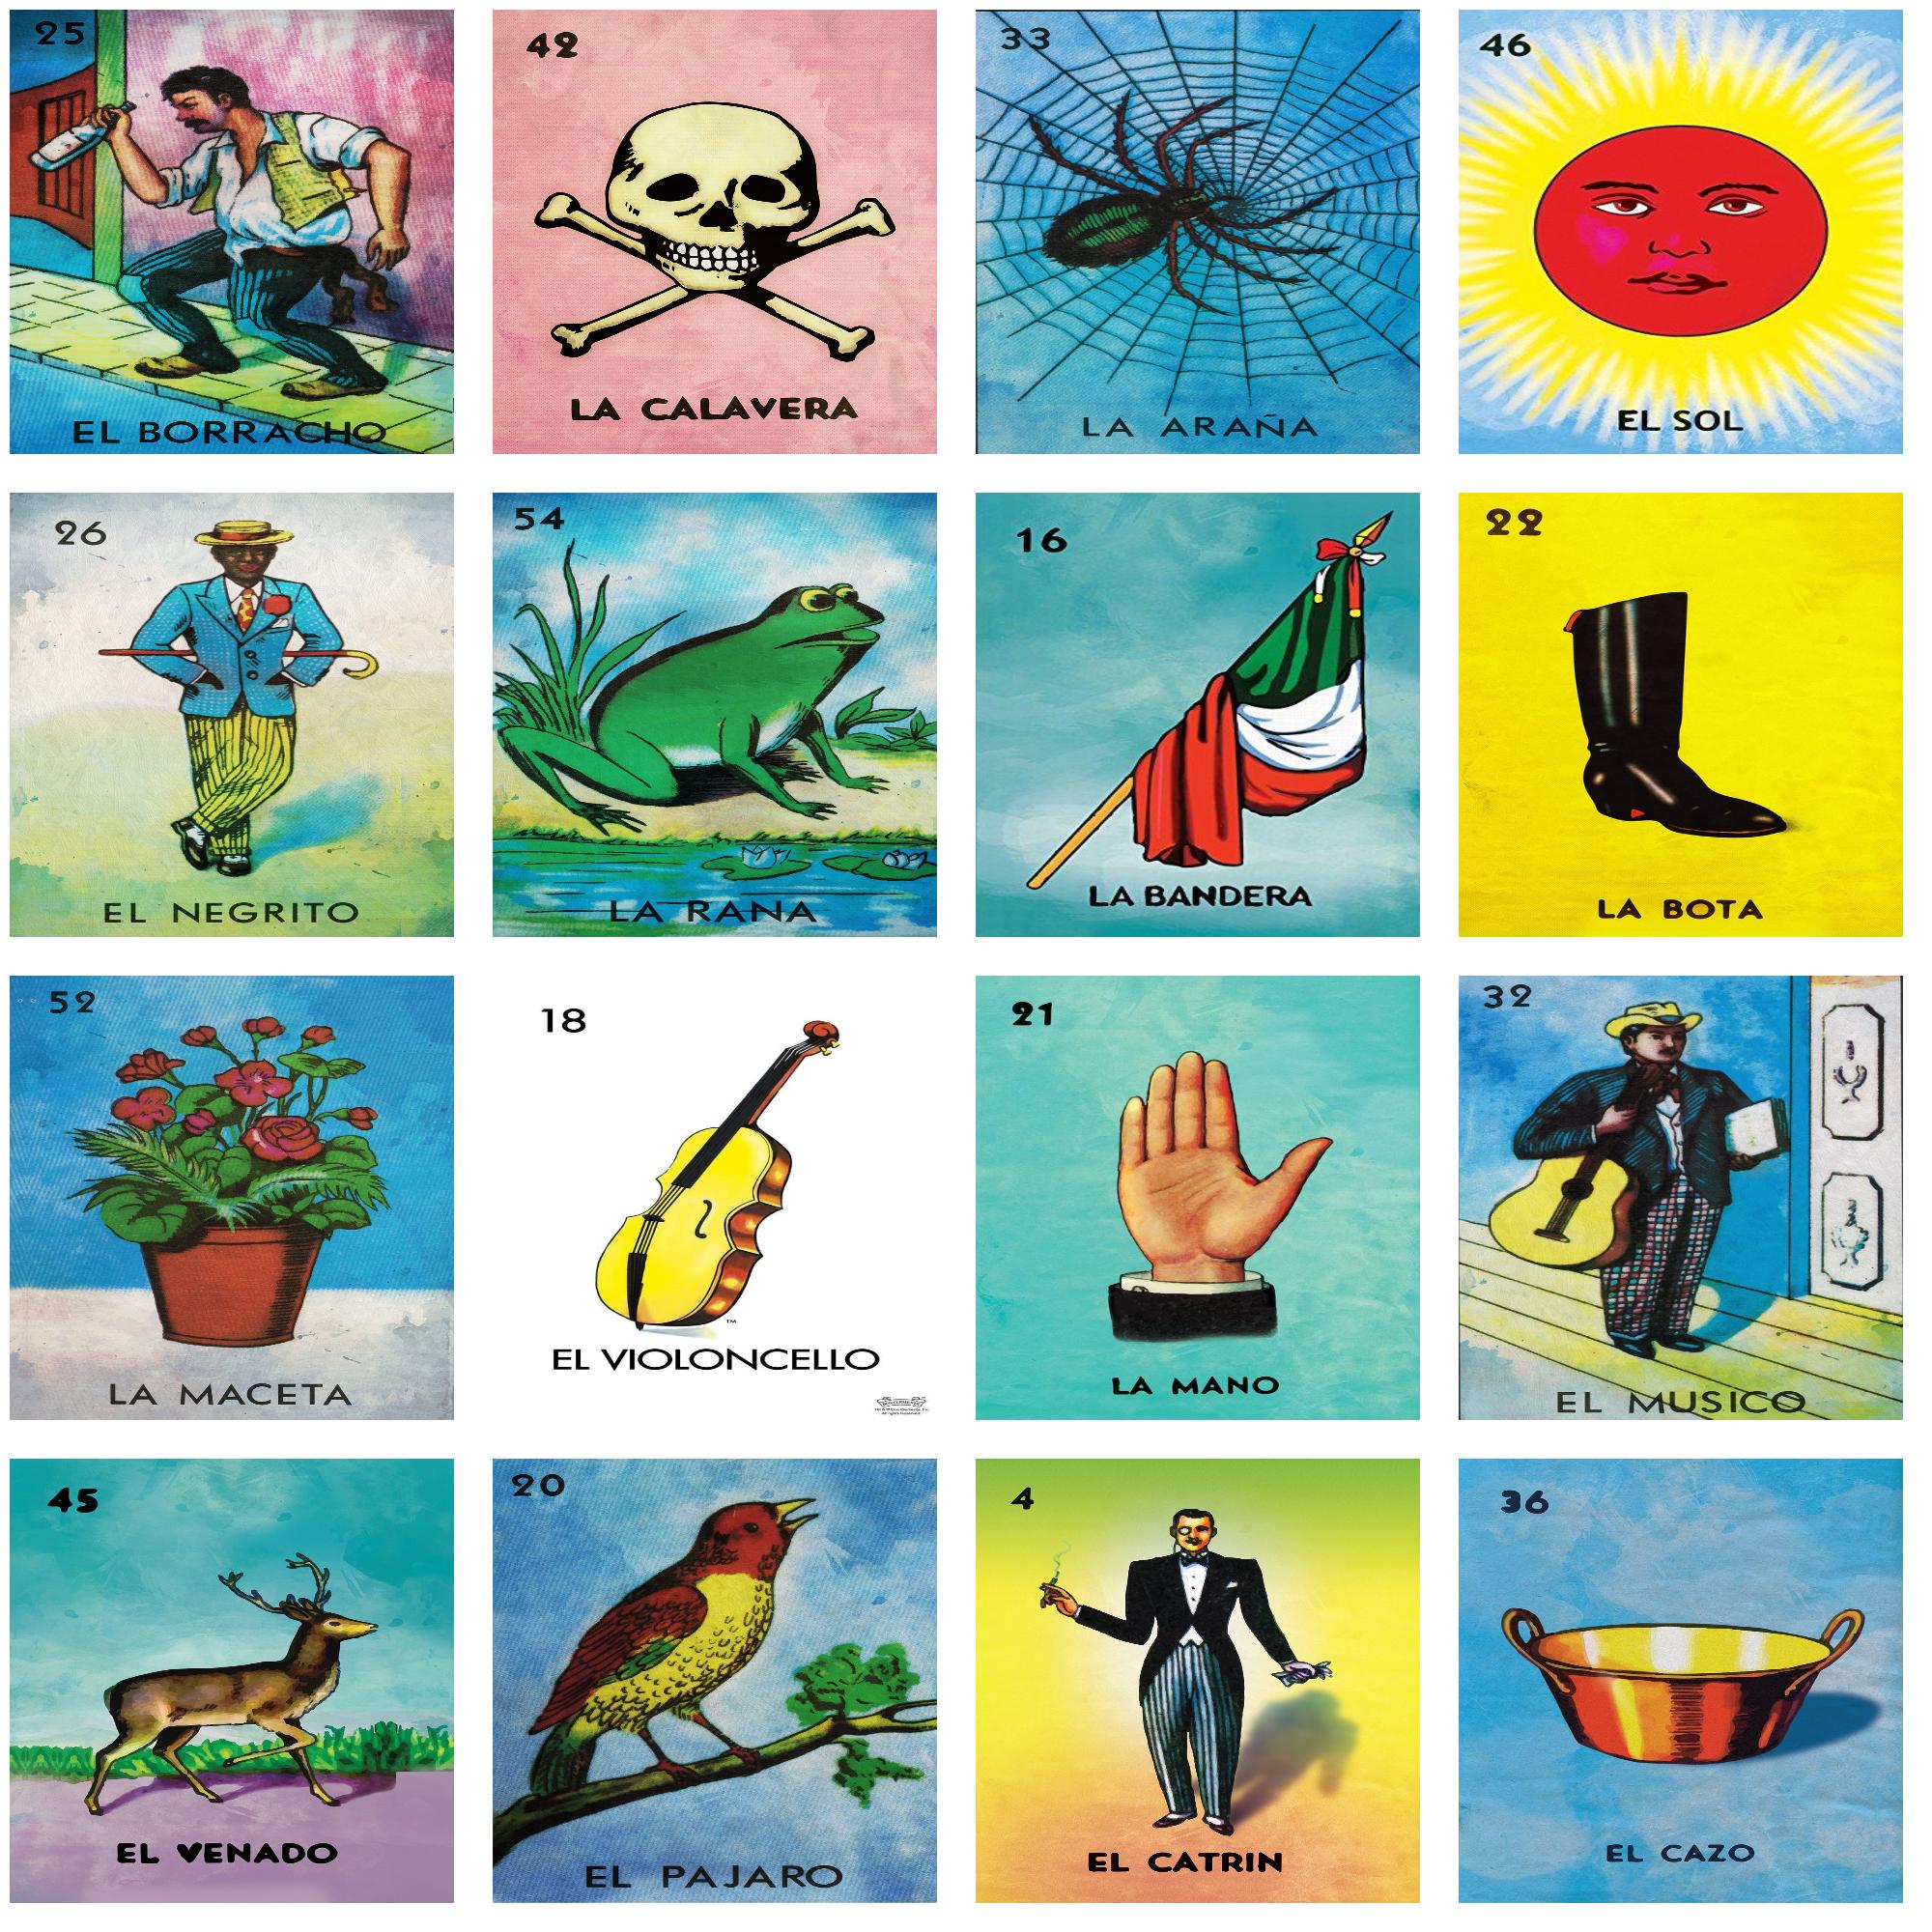 25
EL BORRACHO
42
LA CALAVERA
33
LA ARAÑA
46
EL SOL
26
EL NEGRITO
54
LA RANA
16
LA BANDERA
22
LA BOTA
52
LA MACETA
18
TM
EL VIOLONCELLO
21
LA MANO
32
EL MUSICO
45
EL VENADO
20
EL PAJARO
4
EL CATRIN
36
EL CAZO